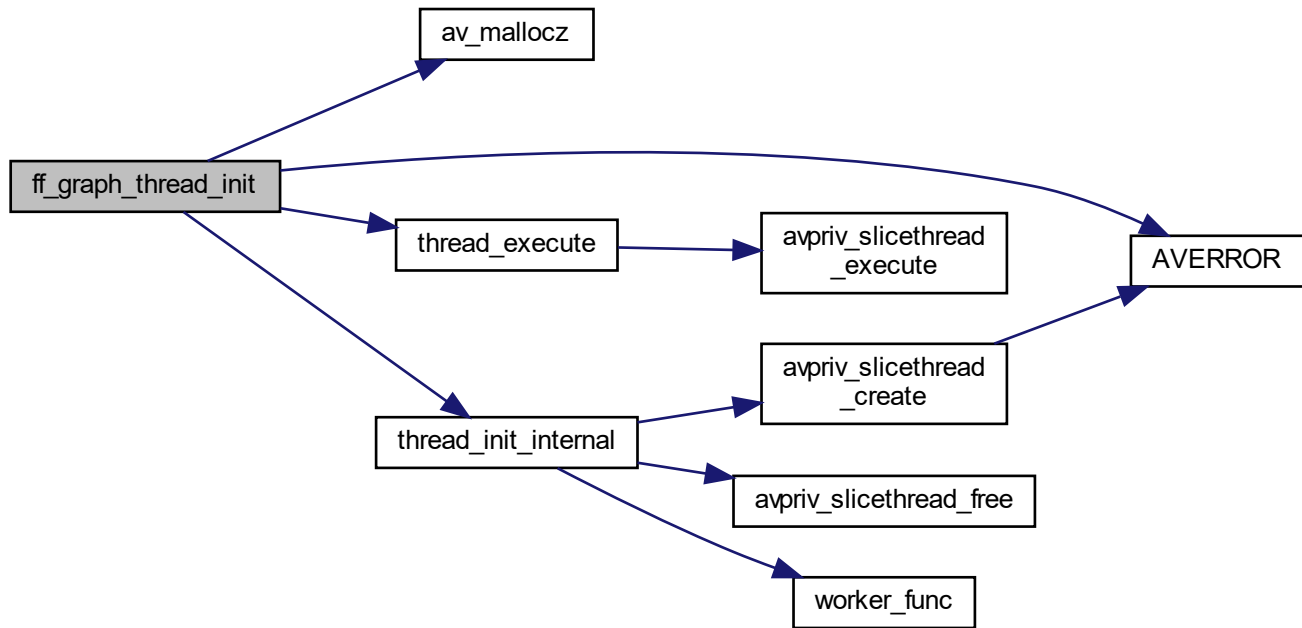 av_mallocz
ff_graph_thread_init
thread_execute
avpriv_slicethread
_execute
AVERROR
avpriv_slicethread
_create
thread_init_internal
avpriv_slicethread_free
worker_func